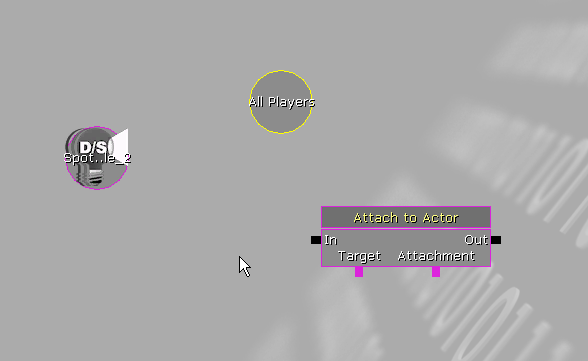 All Players
D/S
Spot..le_2
Attach to Actor
In Out
Target Attachment